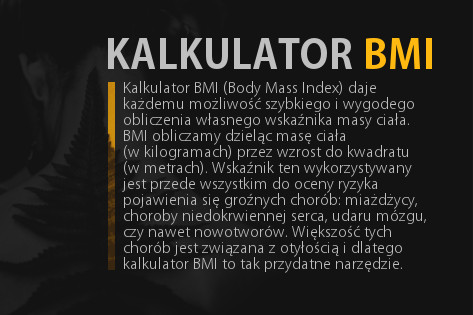 KALKULATOR BMI
Kalkulator BMI (Body Mass Index) daje
każdemu możliwość szybkiego i wygodego
obliczenia własnego wskaźnika masy ciała.
BMI obliczamy dzieląc masę ciała
(w kilogramach) przez wzrost do kwadratu
(w metrach). Wskaźnik ten wykorzystywany
jest przede wszystkim do oceny ryzyka
pojawienia się groźnych chorób: miażdżycy,
choroby niedokrwiennej serca, udaru mózgu,
czy nawet nowotworów. Większość tych
chorób jest związana z otyłością i dlatego
kalkulator BMI to tak przydatne narzędzie.